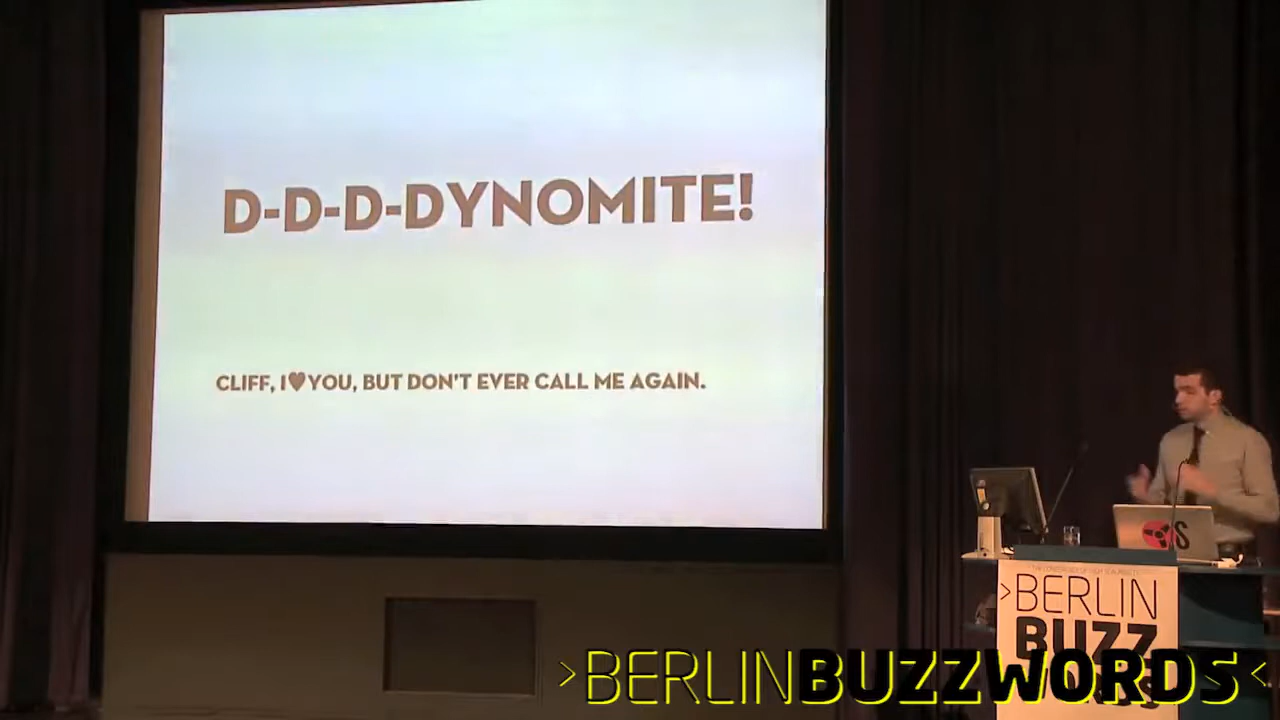 D-D-D-DYNOMITE!
CLIFF, I♥YOU, BUT DON'T EVER CALL ME AGAIN.
>BERLIN
BUZZ
>BERLINBUZZWORDS<